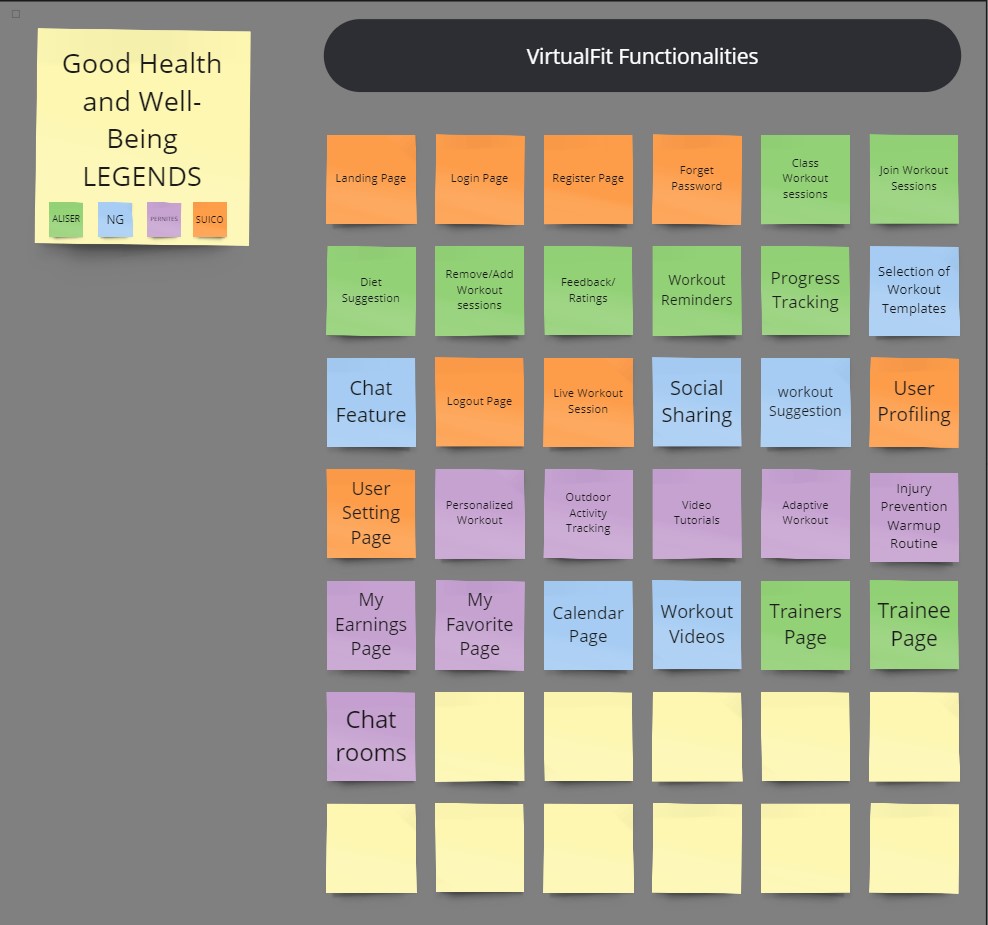 Good Health
and Well-
Being
LEGENDS
ALISER
NG
PERNITES
SUICO
VirtualFit Functionalities
Landing Page
Login Page
Register Page
Forget
Password
Class
Workout
sessions
Join Workout
Sessions
Diet
Suggestion
Remove/Add
Workout
sessions
Feedback/
Ratings
Workout
Reminders
Progress
Tracking
Selection of
Workout
Templates
Chat
Feature
Logout Page
Live Workout
Session
Social
Sharing
workout
Suggestion
User
Profiling
User
Setting
Page
Personalized
Workout
Outdoor
Activity
Tracking
Video
Tutorials
Adaptive
Workout
Injury
Prevention
Warmup
Routine
My
Earnings
Page
My
Favorite
Page
Calendar
Page
Workout
Videos
Trainers
Page
Trainee
Page
Chat
rooms